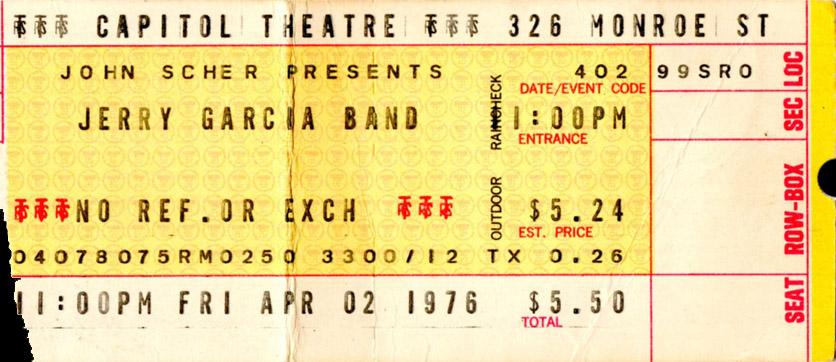 CAPITOL THEATRE 326 MONROE ST
JOHN SCHER PRESENTS 402 99SRO
DATE/EVENT CODE
JERRY GARCIA BAND 1:00PM
ENTRANCE
NO REF.OR EXCH $5.24
EST. PRICE
04078075RM0250 3300/12 TX 0.26
11:00PM FRI APR 02 1976 $5.50
TOTAL
OUTDOOR RAINCHECK
SEAT ROW-BOX SEC LOC